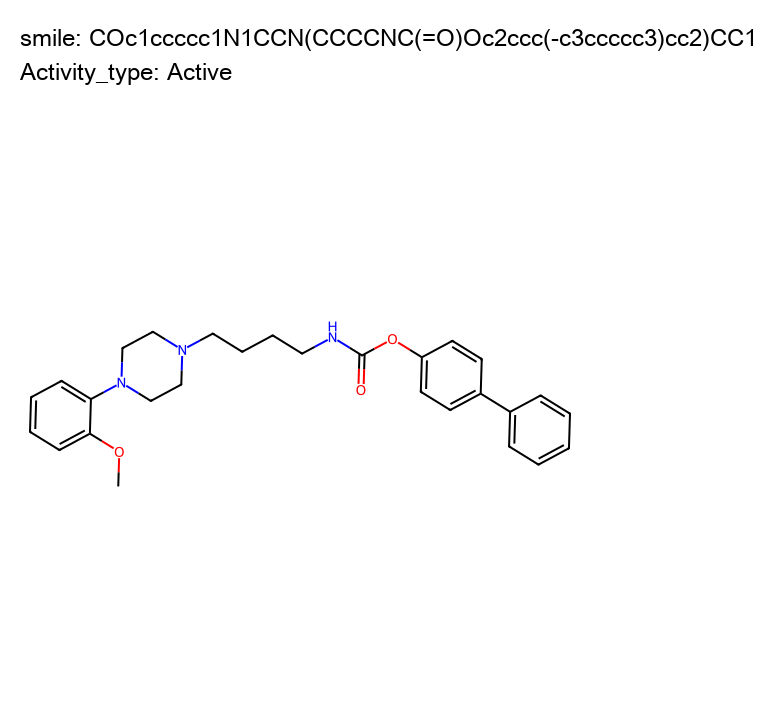 smile: COc1ccccc1N1CCN(CCCCNC(=O)Oc2ccc(-c3ccccc3)cc2)CC1
Activity_type: Active
H
N
N
O
O
N
O